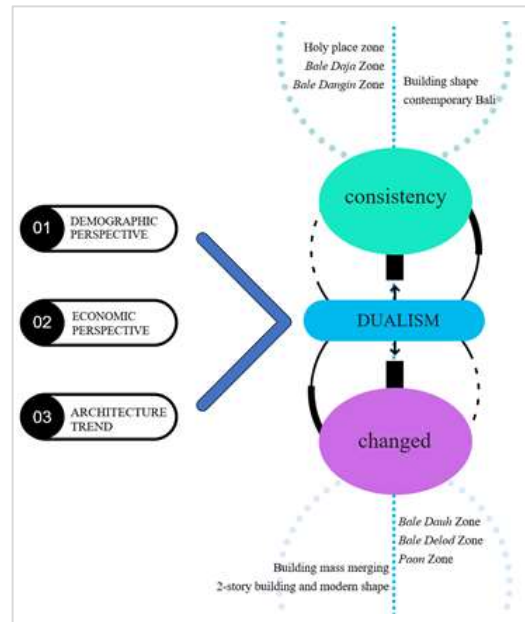 Holy place zone
Bale Daja Zone
Bale Dangin Zone
Building shape
contemporary Bali
consistency
01
DEMOGRAPHIC
PERSPECTIVE
02
ECONOMIC
PERSPECTIVE
03
ARCHITECTURE
TREND
DUALISM
changed
Bale Dauh Zone
Bale Delod Zone
Paon Zone
Building mass merging
2-story building and modern shape